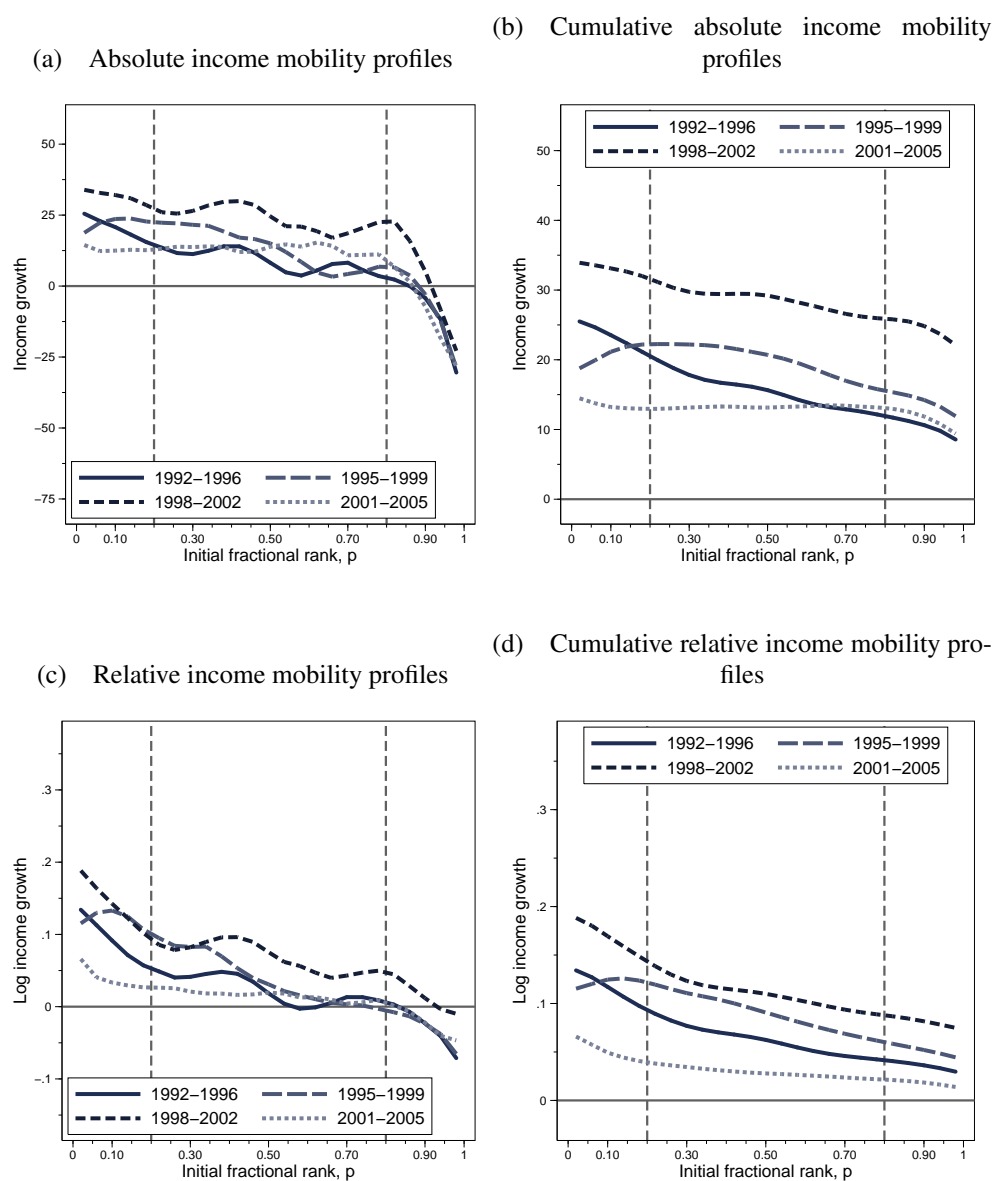 (a) Absolute income mobility profiles
50
25
0
−25
−50
−75
Income growth
1992−1996 1995−1999
1998−2002 2001−2005
0 0.10 0.30 0.50 0.70 0.90 1
Initial fractional rank, p
(b) Cumulative absolute income mobility
profiles
1992−1996 1995−1999
1998−2002 2001−2005
50
40
30
20
10
0
Income growth
0 0.10 0.30 0.50 0.70 0.90 1
Initial fractional rank, p
(c) Relative income mobility profiles
.3
.2
.1
0
−.1
Log income growth
1992−1996 1995−1999
1998−2002 2001−2005
0 0.10 0.30 0.50 0.70 0.90 1
Initial fractional rank, p
(d) Cumulative relative income mobility pro-
files
1992−1996 1995−1999
1998−2002 2001−2005
.3
.2
.1
0
Log income growth
0 0.10 0.30 0.50 0.70 0.90 1
Initial fractional rank, p